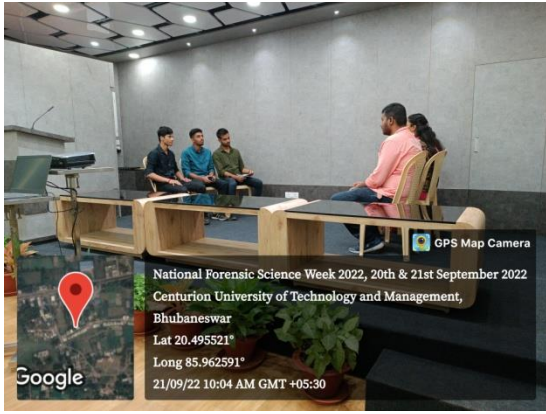 GPS Map Camera
National Forensic Science Week 2022, 20th & 21st September 2022
Centurion University of Technology and Management,
Bhubaneswar
Lat 20.495521°
Long 85.962591°
21/09/22 10:04 AM GMT +05:30
Google